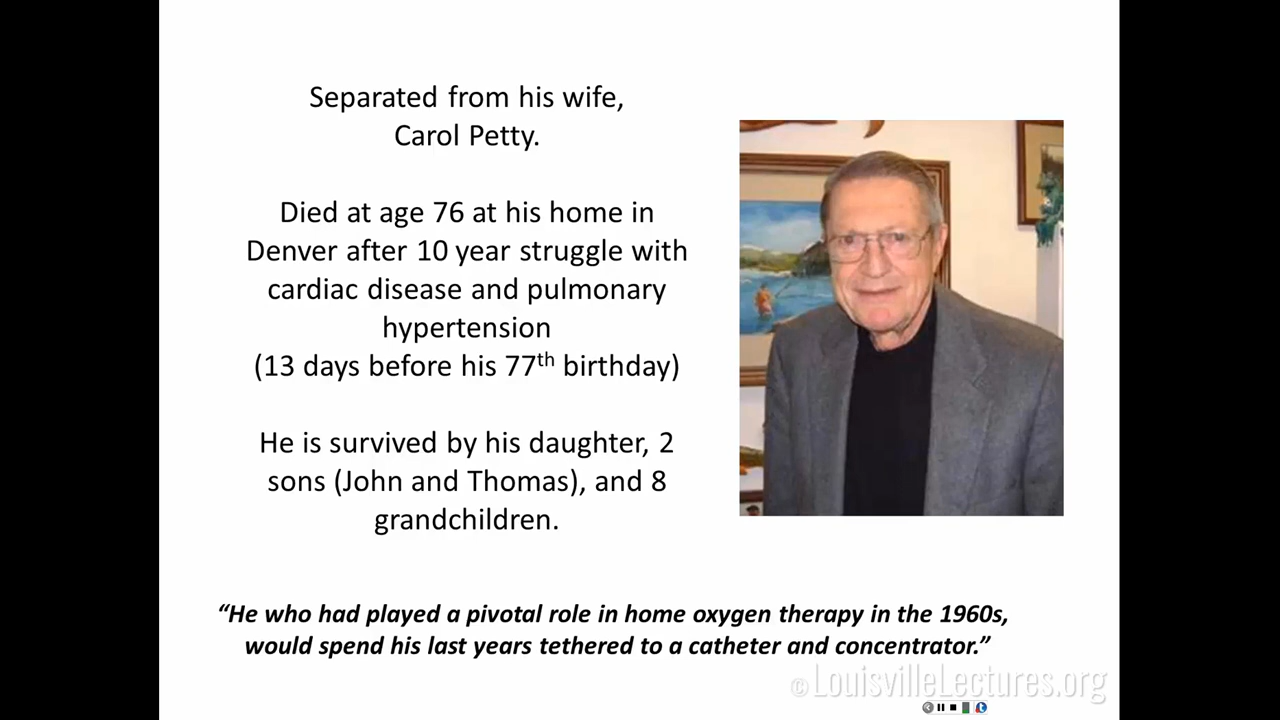 Separated from his wife,
Carol Petty.
Died at age 76 at his home in
Denver after 10 year struggle with
cardiac disease and pulmonary
hypertension
(13 days before his 77th birthday)
He is survived by his daughter, 2
sons (John and Thomas), and 8
grandchildren.
“He who had played a pivotal role in home oxygen therapy in the 1960s,
would spend his last years tethered to a catheter and concentrator.”
©LouisvilleLectures.org